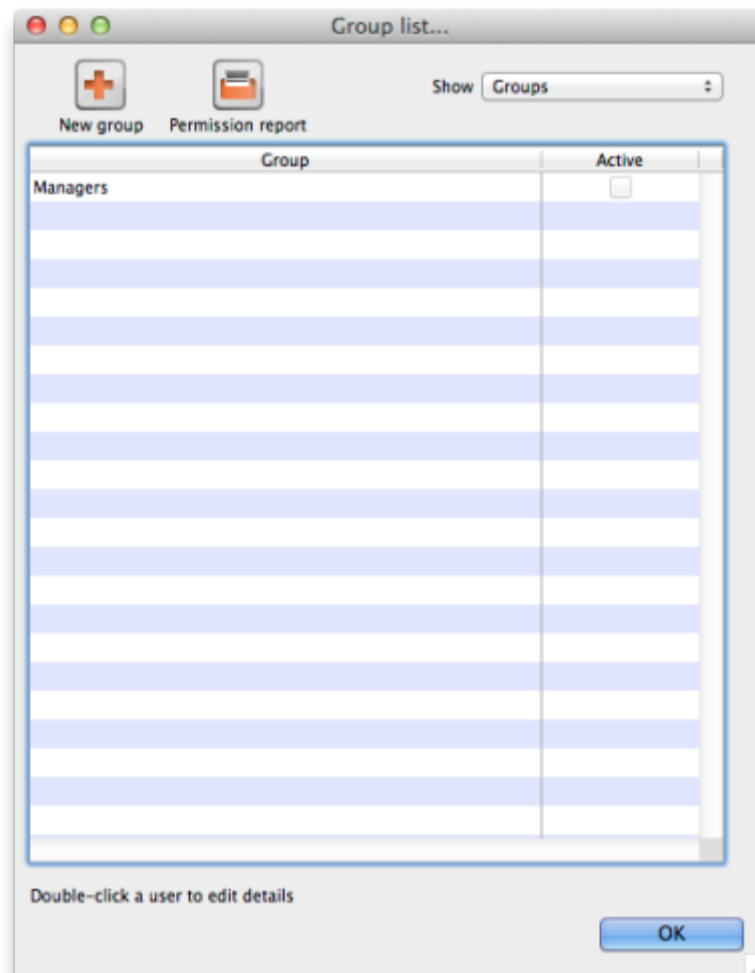 Group list...
Show Groups
New group Permission report
Group Active
Managers
Double-click a user to edit details
OK